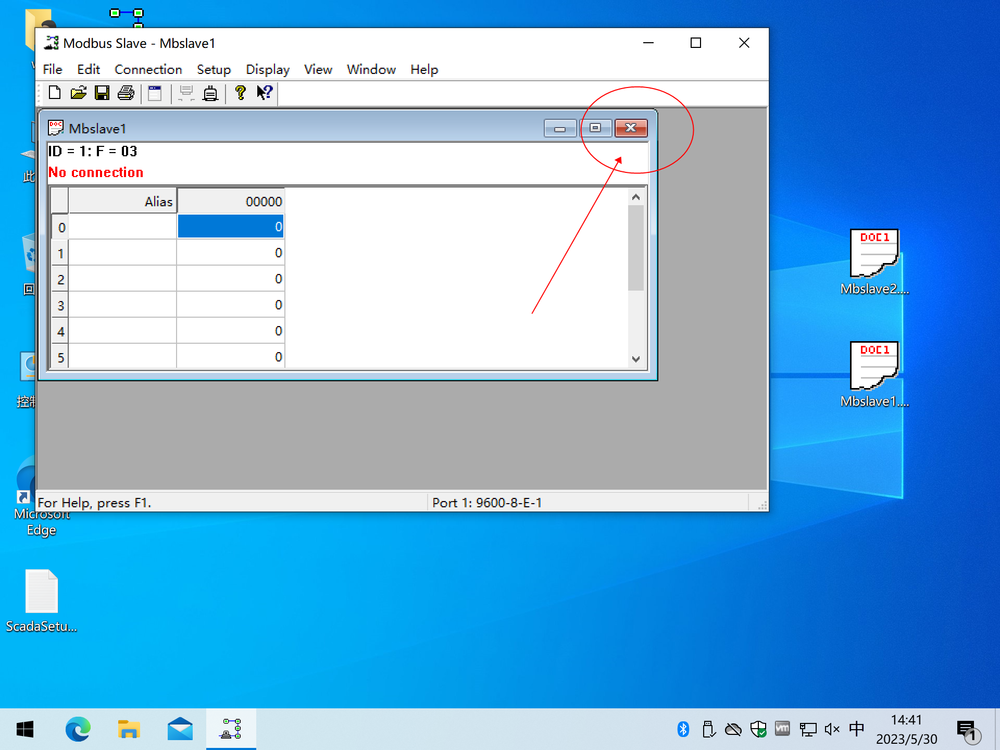 Modbus Slave - Mbslave1
File Edit Connection Setup Display View Window Help
Mbslave1
ID = 1: F = 03
No connection
Alias 00000
0 0
1 0
2 0
3 0
4 0
5 0
For Help, press F1.
Port 1: 9600-8-E-1
此
回
控制
Microsoft
Edge
ScadaSetu...
DOC1
Mbslave2....
DOC1
Mbslave1....
中
14:41
2023/5/30
1